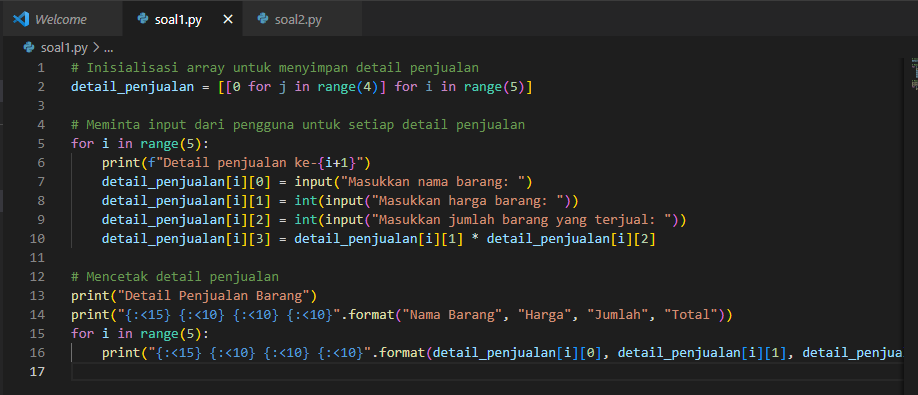 Welcome
soal1.py
soal2.py
soal1.py > ...
1 # Inisialisasi array untuk menyimpan detail penjualan
2 detail_penjualan = [[0 for j in range(4)] for i in range(5)]
3
4 # Meminta input dari pengguna untuk setiap detail penjualan
5 for i in range(5):
6     print(f"Detail penjualan ke-{i+1}")
7     detail_penjualan[i][0] = input("Masukkan nama barang: ")
8     detail_penjualan[i][1] = int(input("Masukkan harga barang: "))
9     detail_penjualan[i][2] = int(input("Masukkan jumlah barang yang terjual: "))
10     detail_penjualan[i][3] = detail_penjualan[i][1] * detail_penjualan[i][2]
11
12 # Mencetak detail penjualan
13 print("Detail Penjualan Barang")
14 print("{:<15} {:<10} {:<10} {:<10}".format("Nama Barang", "Harga", "Jumlah", "Total"))
15 for i in range(5):
16     print("{:<15} {:<10} {:<10} {:<10}".format(detail_penjualan[i][0], detail_penjualan[i][1], detail_penjua
17